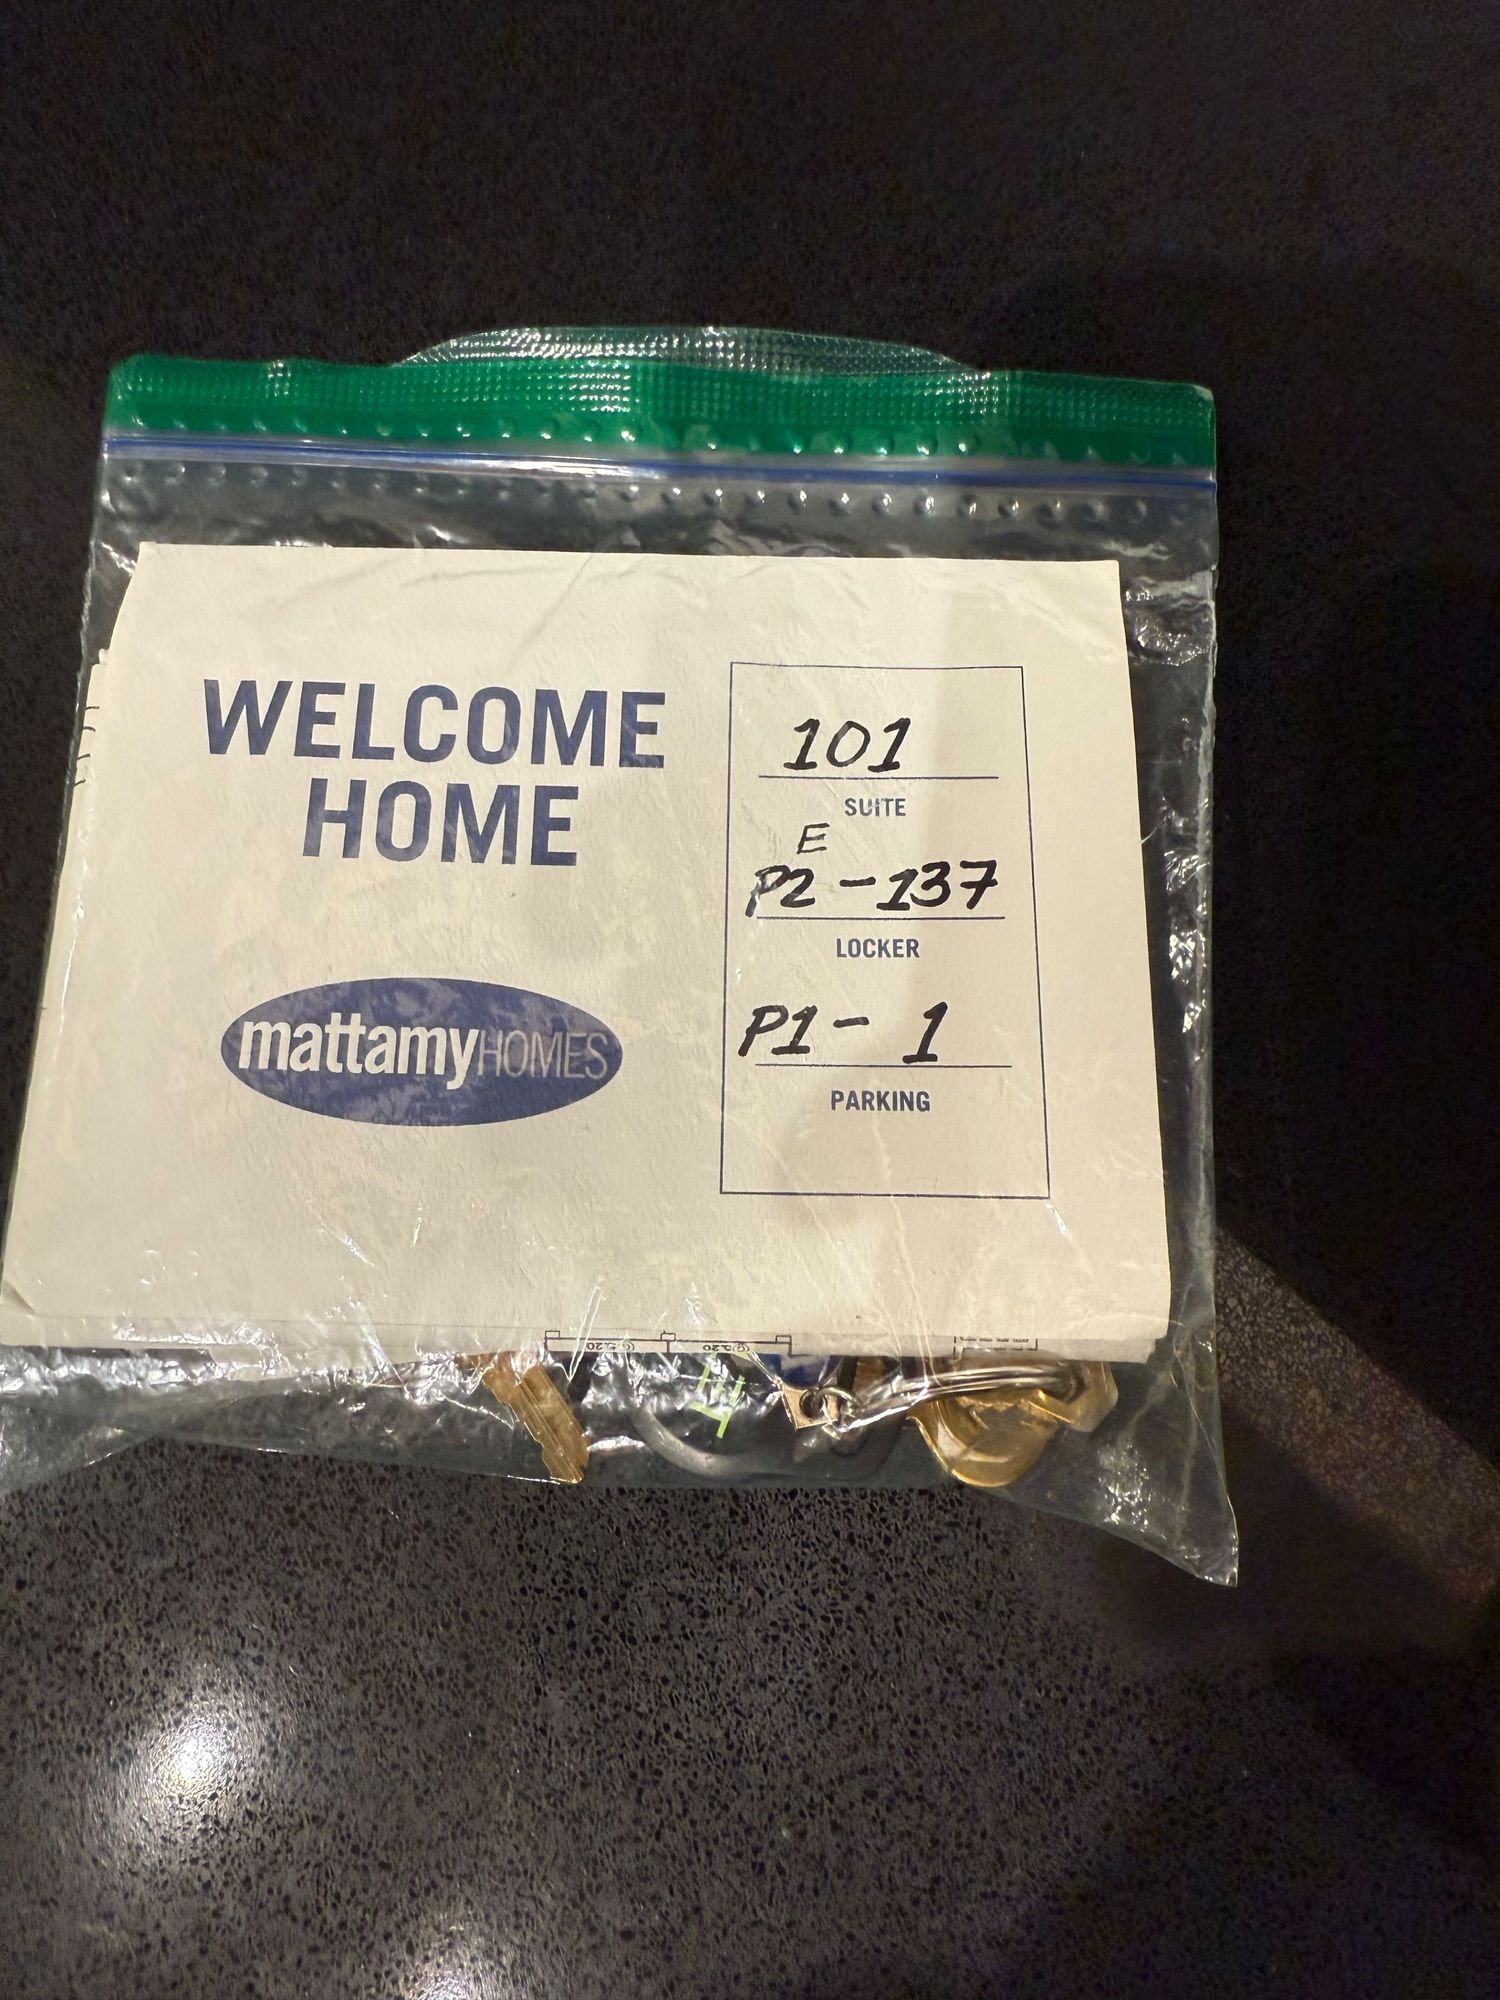 WELCOME
HOME
mattamyHOMES
101
SUITE
E
P2-137
LOCKER
P1- 1
PARKING